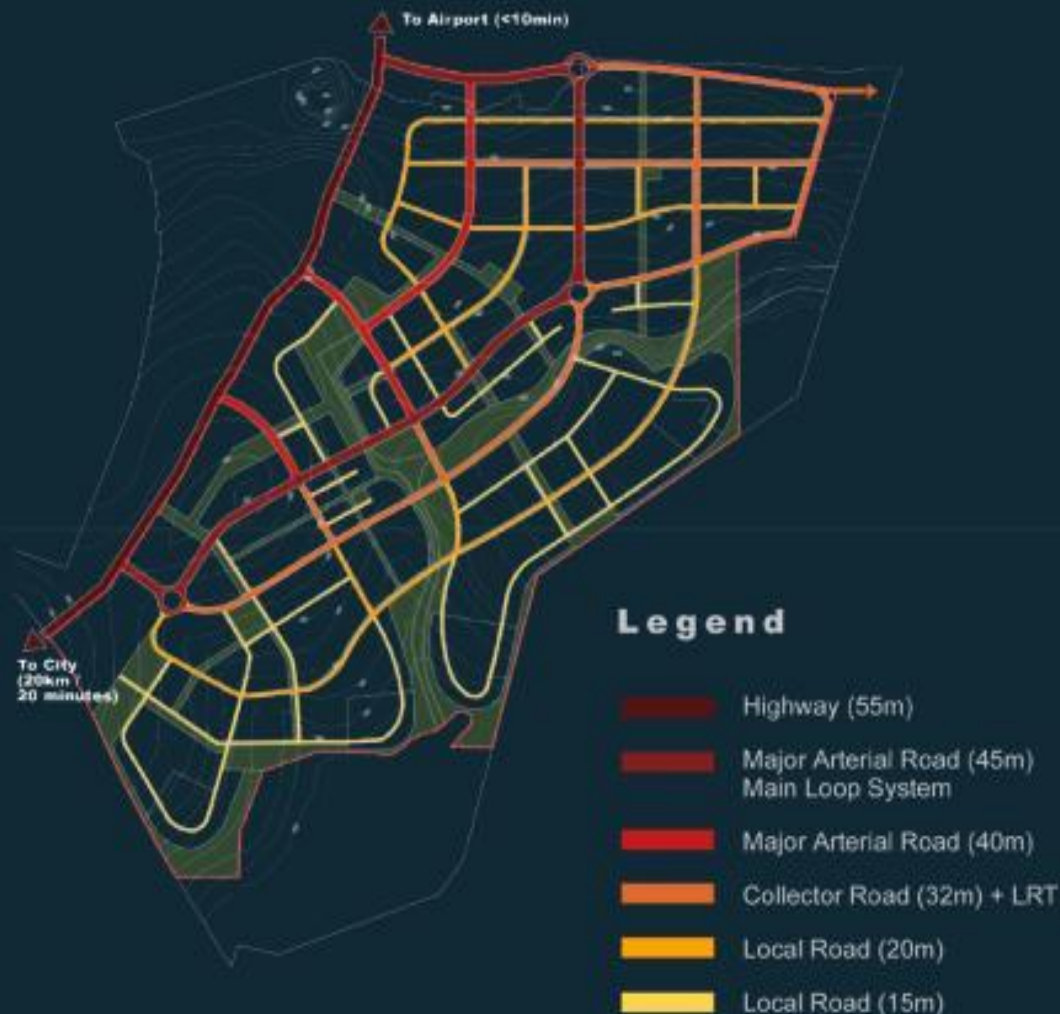 To Airport (<10min)
To City
(20km /
20 minutes)
Legend
Highway (55m)
Major Arterial Road (45m)
Main Loop System
Major Arterial Road (40m)
Collector Road (32m) + LRT
Local Road (20m)
Local Road (15m)